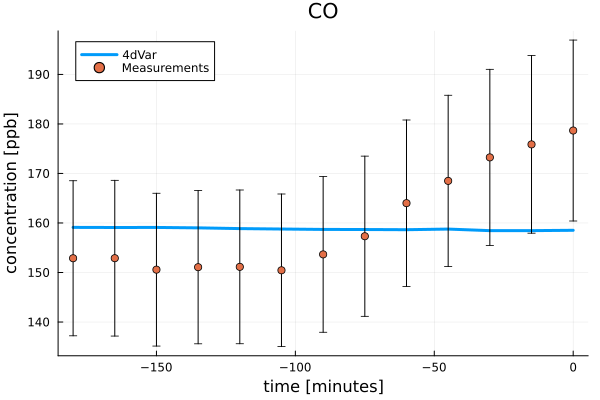 CO
4dVar
Measurements
concentration [ppb]
190
180
170
160
150
140
−150
−100
−50
0
time [minutes]